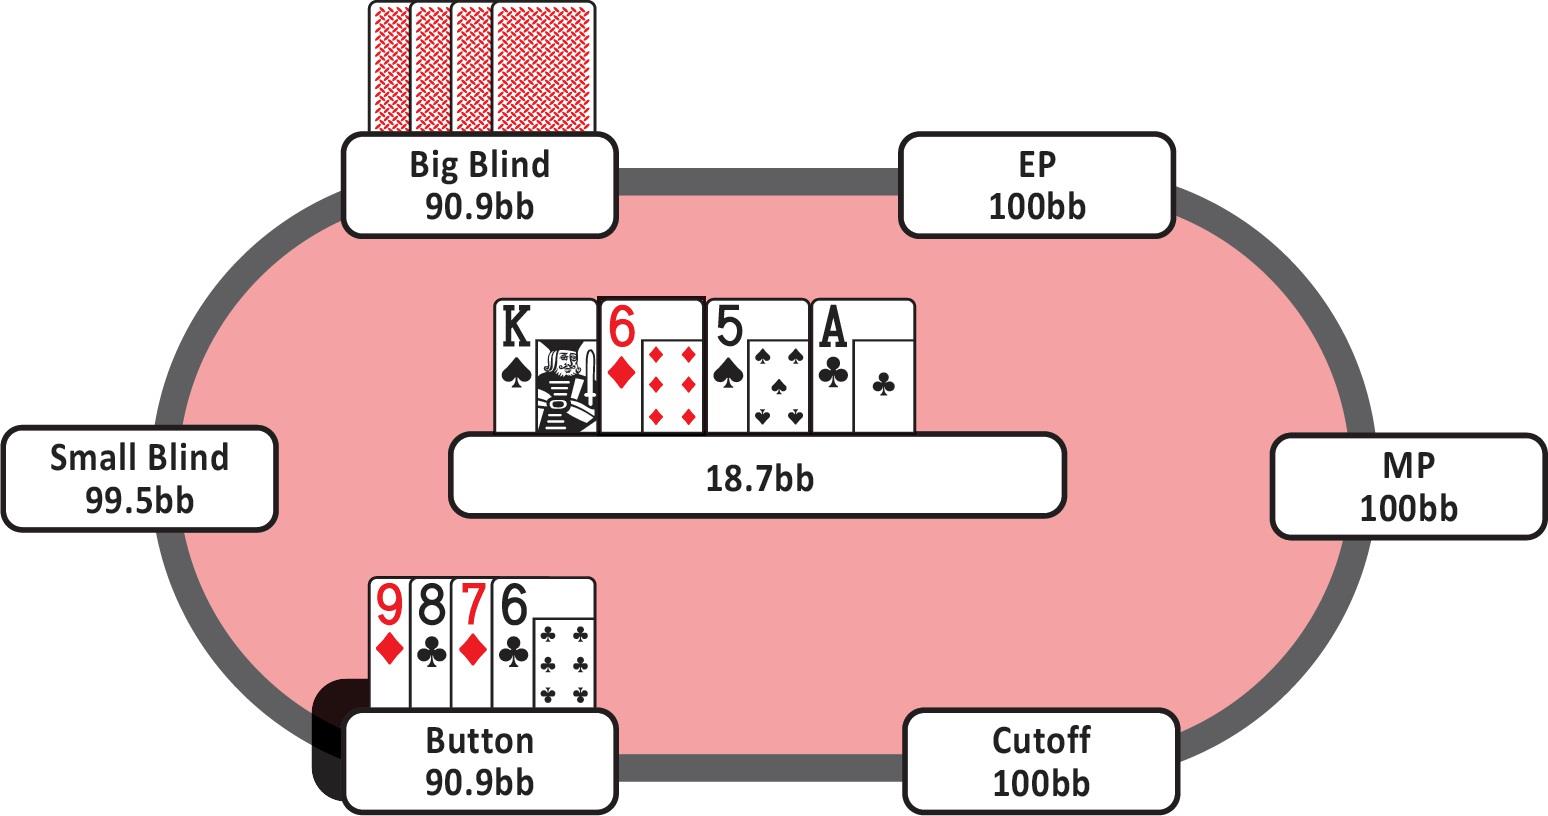 Big Blind
90.9bb
EP
100bb
K 6 5 A
Small Blind
99.5bb
18.7bb
MP
100bb
9 8 7 6
Button
90.9bb
Cutoff
100bb